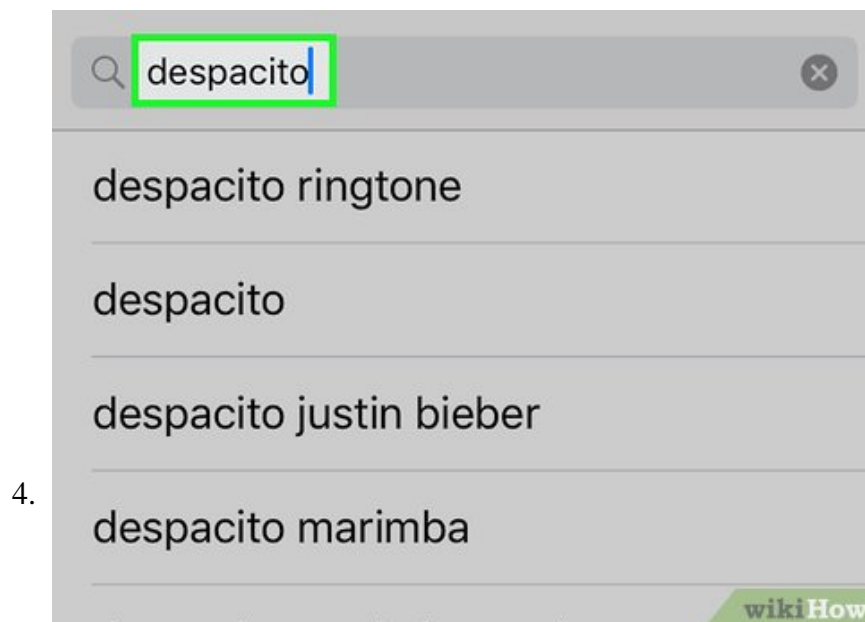 despacito
despacito ringtone
despacito
despacito justin bieber
4.
despacito marimba
wikiHow